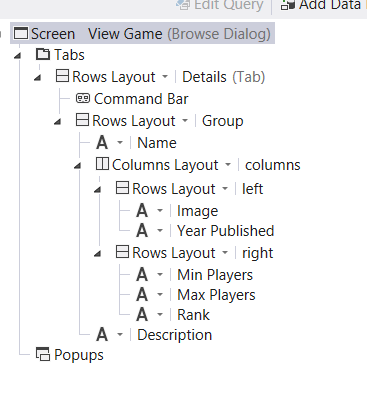 Edit Query Add Data
Screen View Game (Browse Dialog)
Tabs
Rows Layout Details (Tab)
Command Bar
Rows Layout Group
A Name
Columns Layout columns
Rows Layout left
A Image
A Year Published
Rows Layout right
A Min Players
A Max Players
A Rank
A Description
Popups